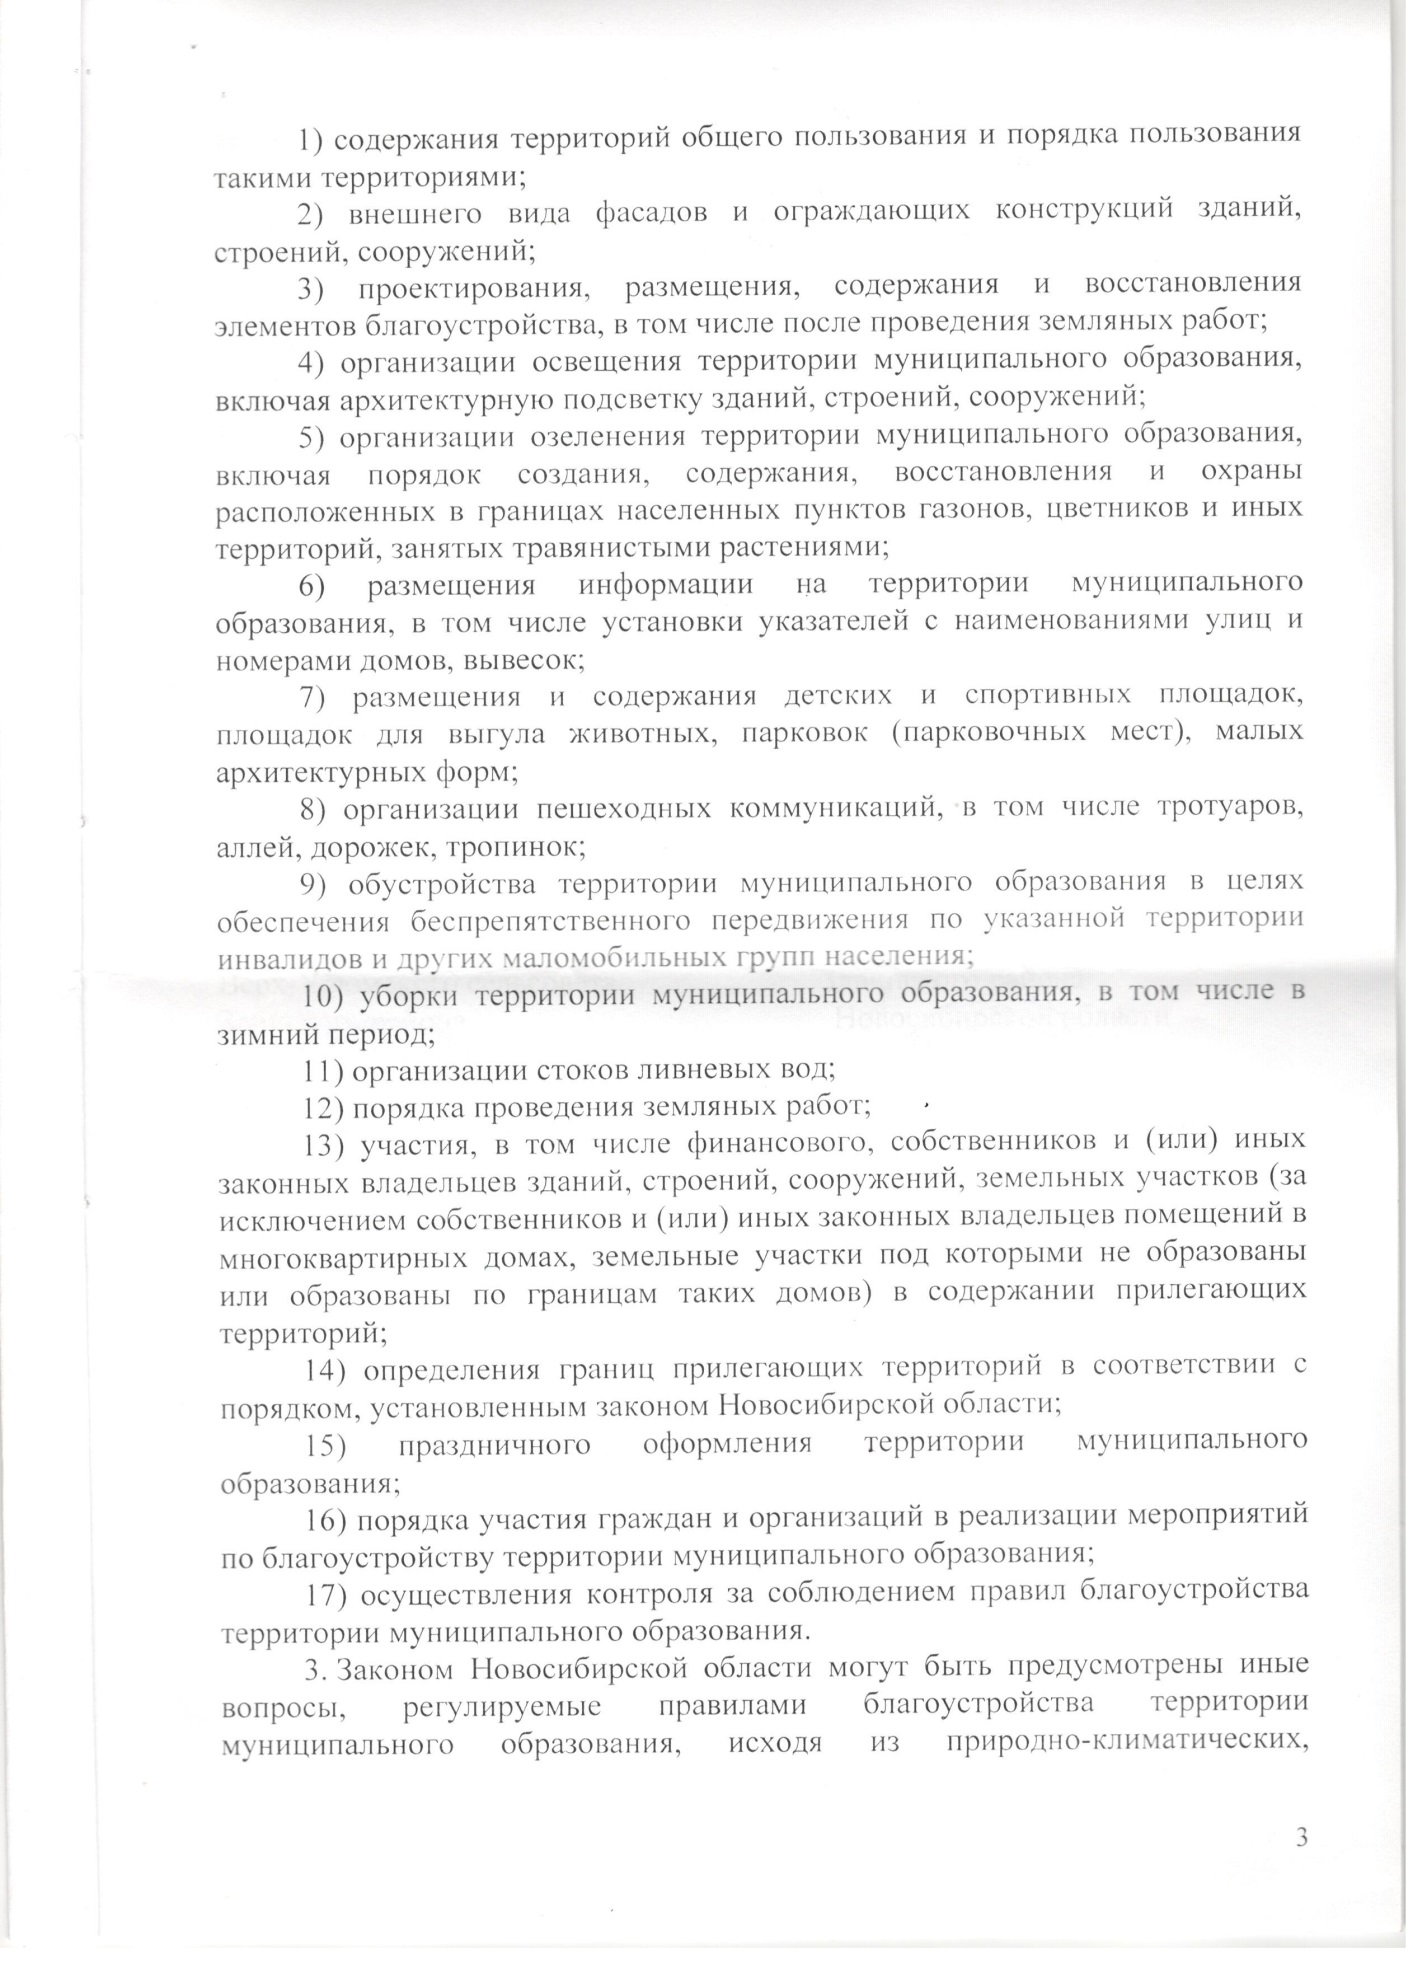 1) содержания территорий общего пользования и порядка пользования
такими территориями;
2) внешнего вида фасадов и ограждающих конструкций зданий,
строений, сооружений;
3) проектирования, размещения, содержания и восстановления
элементов благоустройства, в том числе после проведения земляных работ;
4) организации освещения территории муниципального образования,
включая архитектурную подсветку зданий, строений, сооружений;
5) организации озеленения территории муниципального образования,
включая порядок создания, содержания, восстановления и охраны
расположенных в границах населенных пунктов газонов, цветников и иных
территорий, занятых травянистыми растениями;
6) размещения информации на территории муниципального
образования, в том числе установки указателей с наименованиями улиц и
номерами домов, вывесок;
7) размещения и содержания детских и спортивных площадок,
площадок для выгула животных, парковок (парковочных мест), малых
архитектурных форм;
8) организации пешеходных коммуникаций, в том числе тротуаров,
аллей, дорожек, тропинок;
9) обустройства территории муниципального образования в целях
обеспечения беспрепятственного передвижения по указанной территории
инвалидов и других маломобильных групп населения;
10) уборки территории муниципального образования, в том числе в
зимний период;
11) организации стоков ливневых вод;
12) порядка проведения земляных работ;
13) участия, в том числе финансового, собственников и (или) иных
законных владельцев зданий, строений, сооружений, земельных участков (за
исключением собственников и (или) иных законных владельцев помещений в
многоквартирных домах, земельные участки под которыми не образованы
или образованы по границам таких домов) в содержании прилегающих
территорий;
14) определения границ прилегающих территорий в соответствии с
порядком, установленным законом Новосибирской области;
15) праздничного оформления территории муниципального
образования;
16) порядка участия граждан и организаций в реализации мероприятий
по благоустройству территории муниципального образования;
17) осуществления контроля за соблюдением правил благоустройства
территории муниципального образования.
3. Законом Новосибирской области могут быть предусмотрены иные
вопросы, регулируемые правилами благоустройства территории
муниципального образования, исходя из природно-климатических,
3